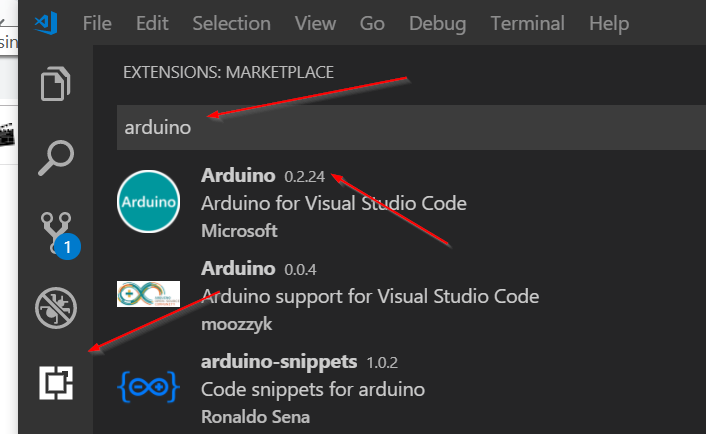 File Edit Selection View Go Debug Terminal Help
sin
EXTENSIONS: MARKETPLACE
arduino
Arduino 0.2.24
Arduino
Arduino for Visual Studio Code
Microsoft
1
Arduino 0.0.4
Arduino support for Visual Studio Code
moozzyk
arduino-snippets 1.0.2
Code snippets for arduino
Ronaldo Sena